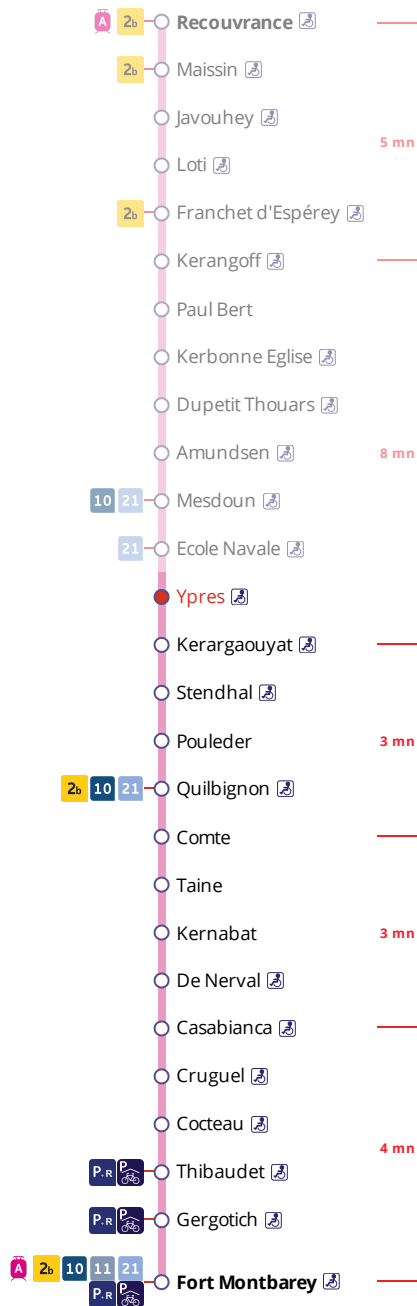 A 2b Recouvrance
2b Maissin
Javouhey
5 mn
Loti
2b Franchet d'Espérey
Kerangoff
Paul Bert
Kerbonne Eglise
Dupetit Thouars
Amundsen 8 mn
10 21 Mesdoun
21 Ecole Navale
Ypres
Kerargaouyat
Stendhal
Pouleder 3 mn
2b 10 21 Quilbignon
Comte
Taine
Kernabat 3 mn
De Nerval
Casabianca
Cruguel
Cocteau
4 mn
P+R P Thibaudet
P+R P Gergotich
A 2b 10 11 21
P+R P Fort Montbarey